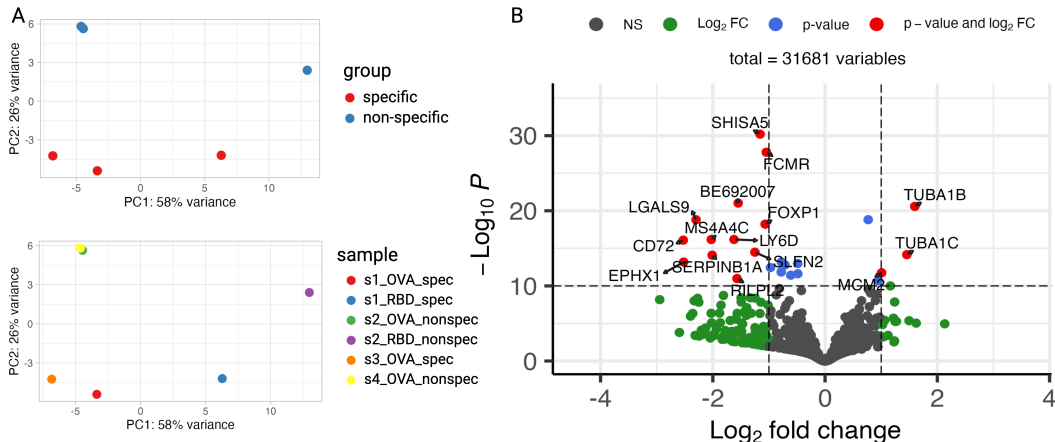 A
6
3
0
-3
-5
0
5
10
PC2: 26% variance
PC1: 58% variance
group
specific
non-specific
6
3
0
-3
-5
0
5
10
PC2: 26% variance
PC1: 58% variance
sample
s1_OVA_spec
s1_RBD_spec
s2_OVA_nonspec
s2_RBD_nonspec
s3_OVA_spec
s4_OVA_nonspec
B
NS Log2 FC p-value p – value and log2 FC
total = 31681 variables
30
20
10
0
-4 -2 0 2 4
−Log10 P
Log2 fold change
SHISA5
FCMR
BE692007
LGALS9
FOXP1
TUBA1B
MS4A4C
CD72
LY6D
TUBA1C
SLFN2
EPHX1
SERPINB1A
MCM2
RILPL2